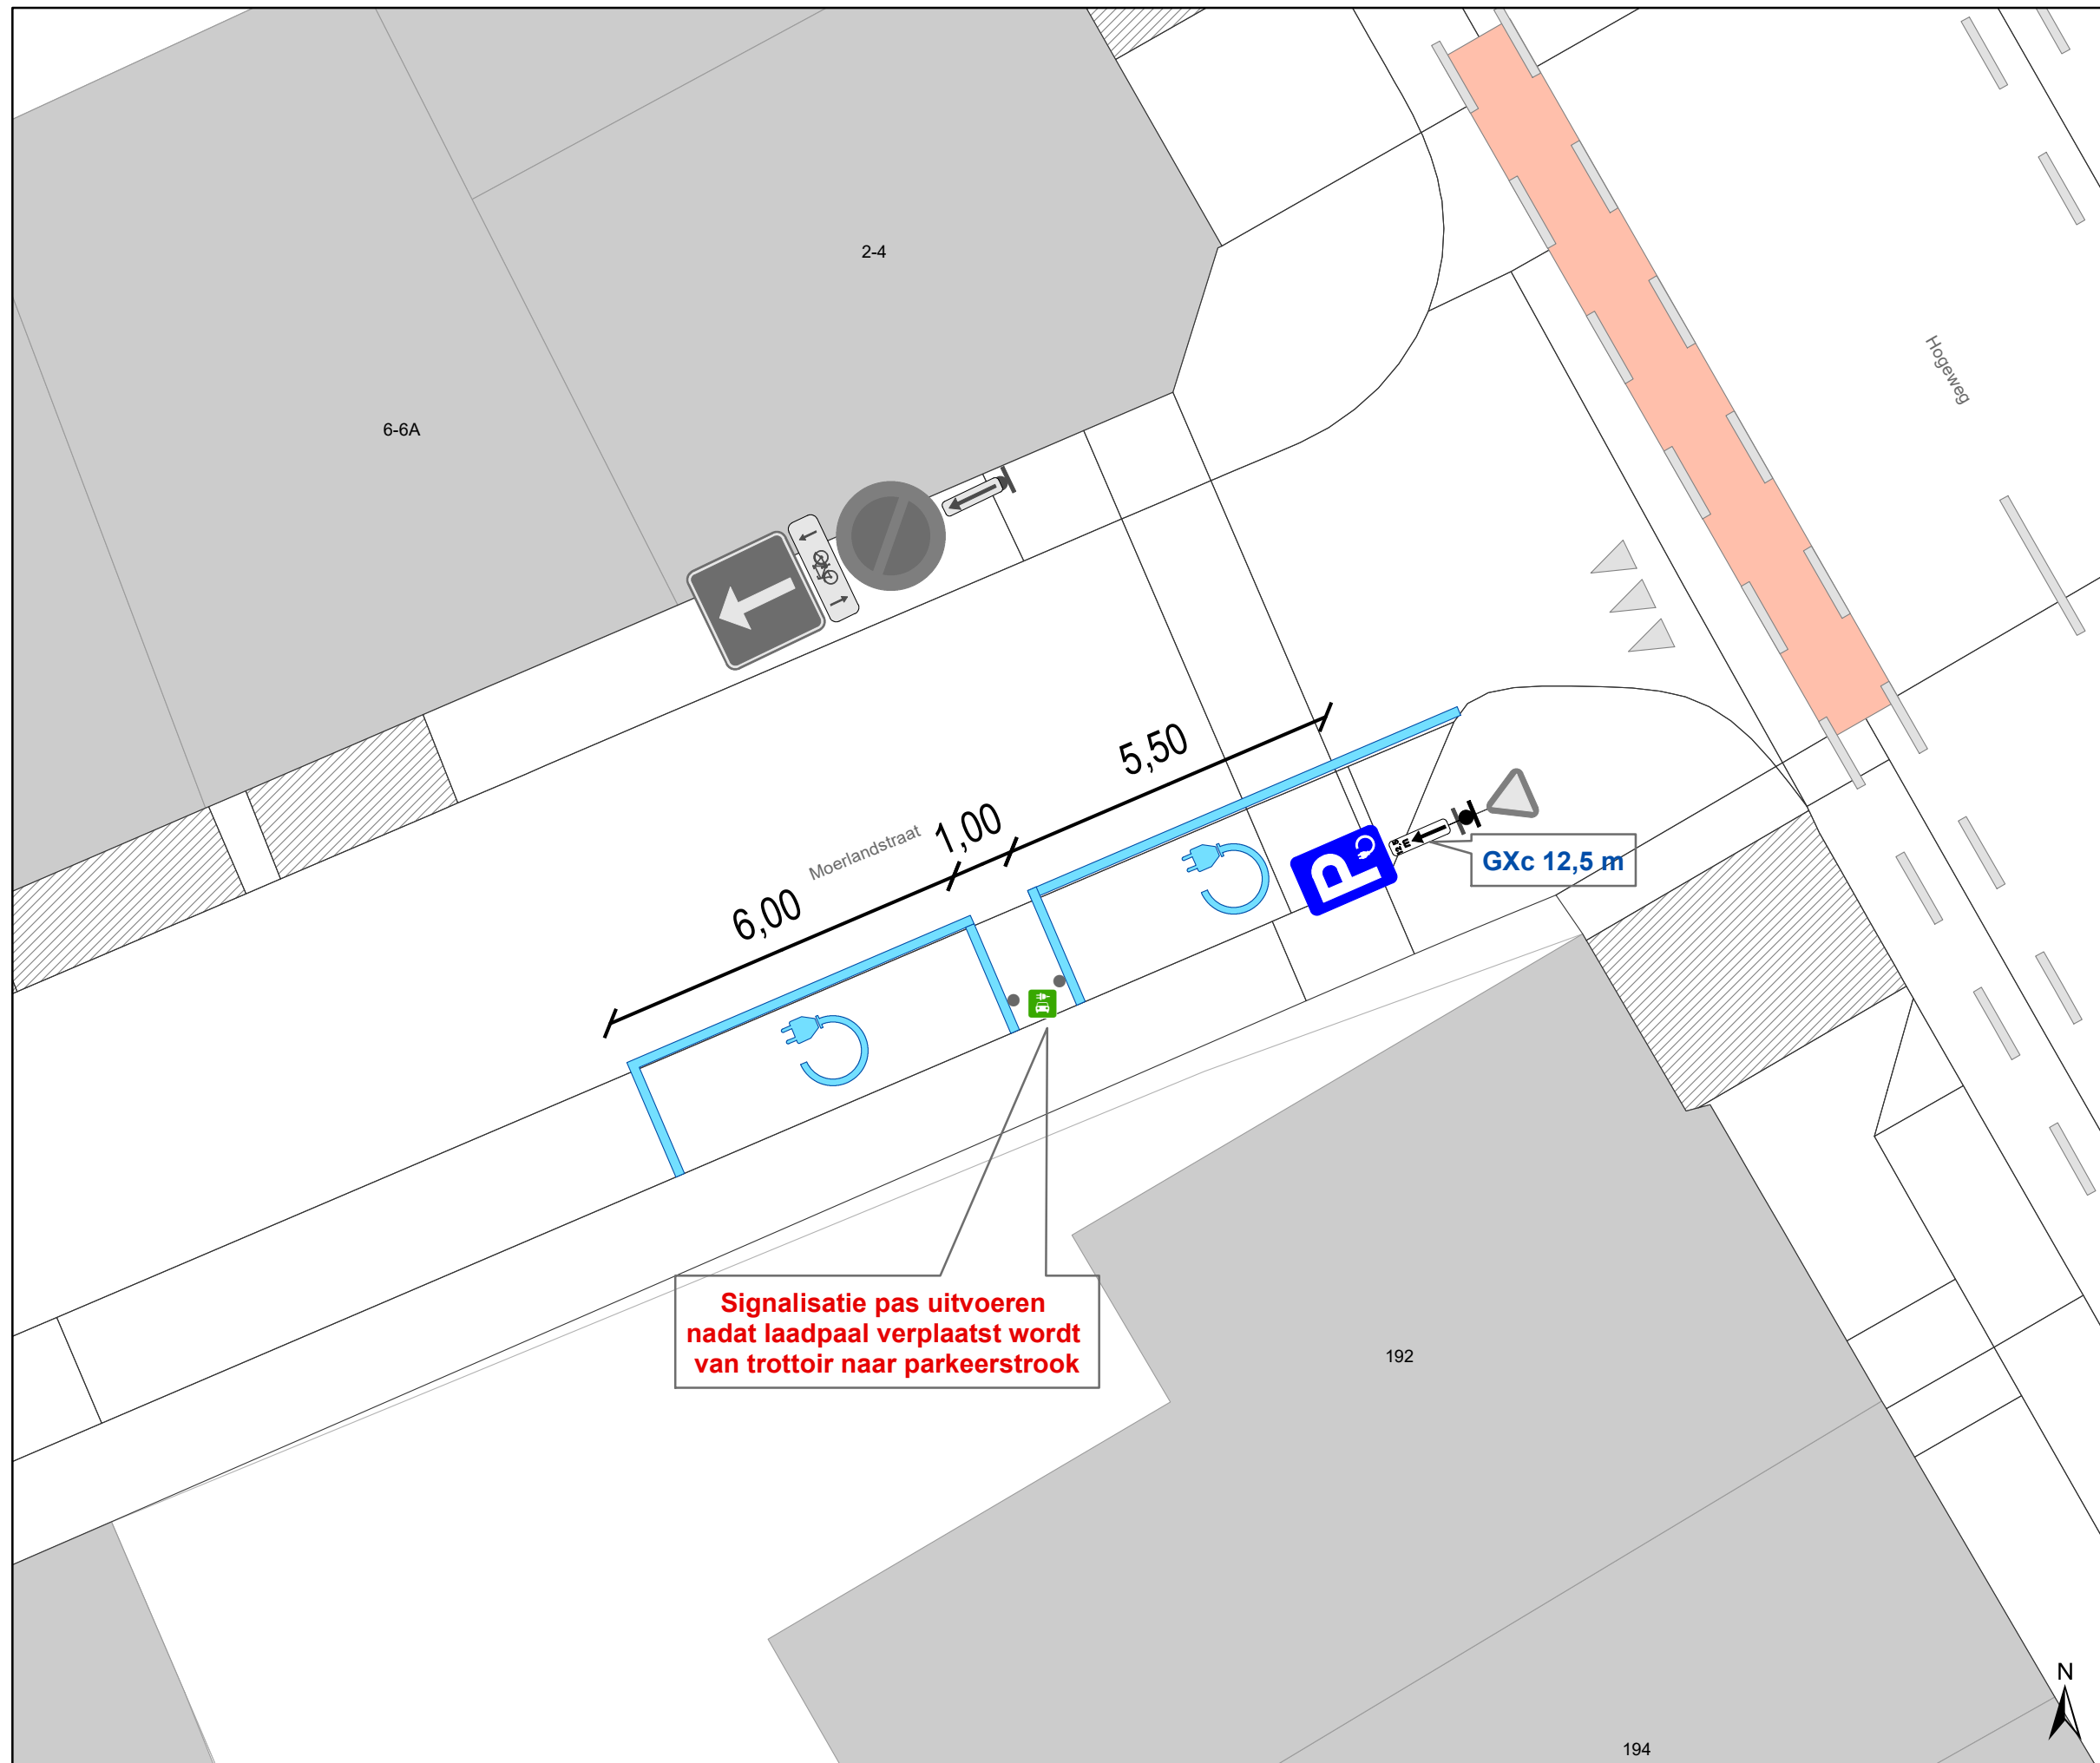 2-4
6-6A
Hogeweg
5,50
1,00
Moerlandstraat
6,00
P
GXc 12,5 m
Signalisatie pas uitvoeren
nadat laadpaal verplaatst wordt
van trottoir naar parkeerstrook
192
N
194